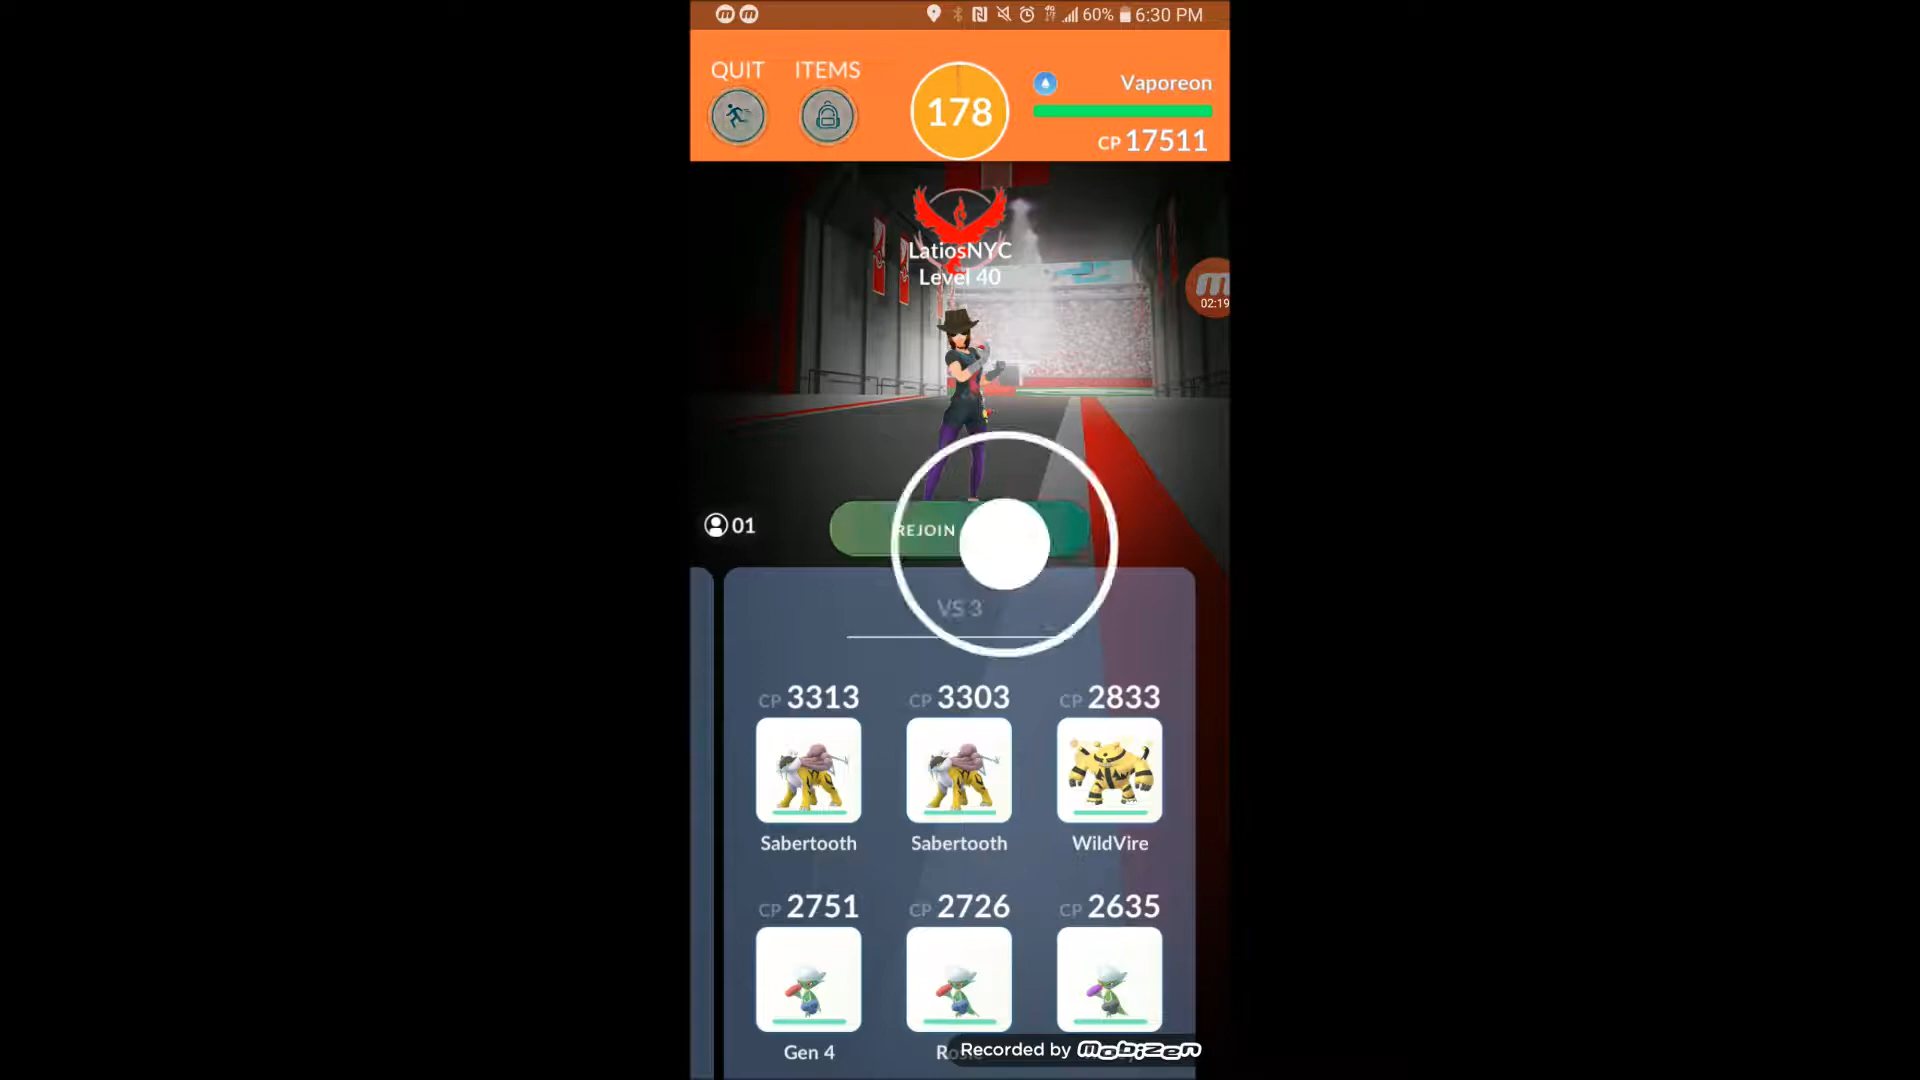 60% 6:30 PM
QUIT ITEMS
178
Vaporeon
CP 17511
LatiosNYC
Level 40
02:19
01
REJOIN
VS 3
CP 3313 CP 3303 CP 2833
Sabertooth Sabertooth WildVire
CP 2751 CP 2726 CP 2635
Gen 4
Recorded by mobizen